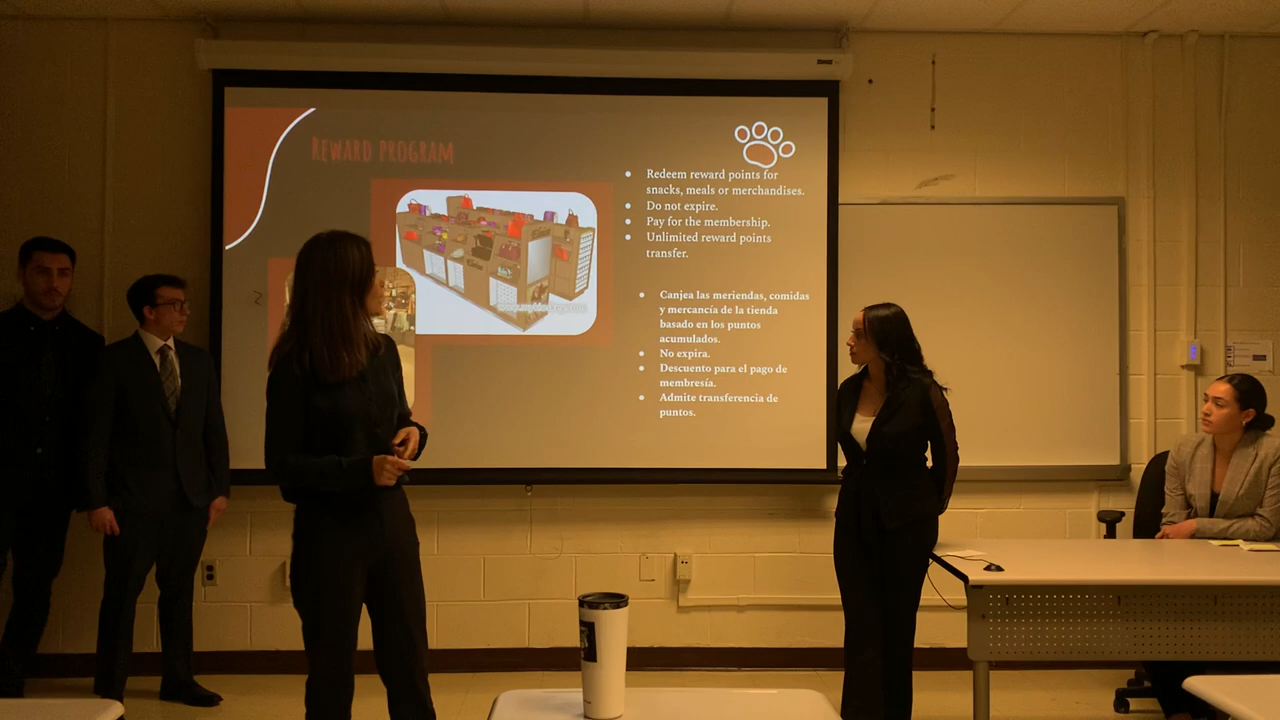 REWARD PROGRAM
Redeem reward points for
snacks, meals or merchandises.
Do not expire.
Pay for the membership.
Unlimited reward points
transfer.
Canjea las meriendas, comidas
y mercancía de la tienda
basado en los puntos
acumulados.
No expira.
Descuento para el pago de
membresía.
Admite transferencia de
puntos.